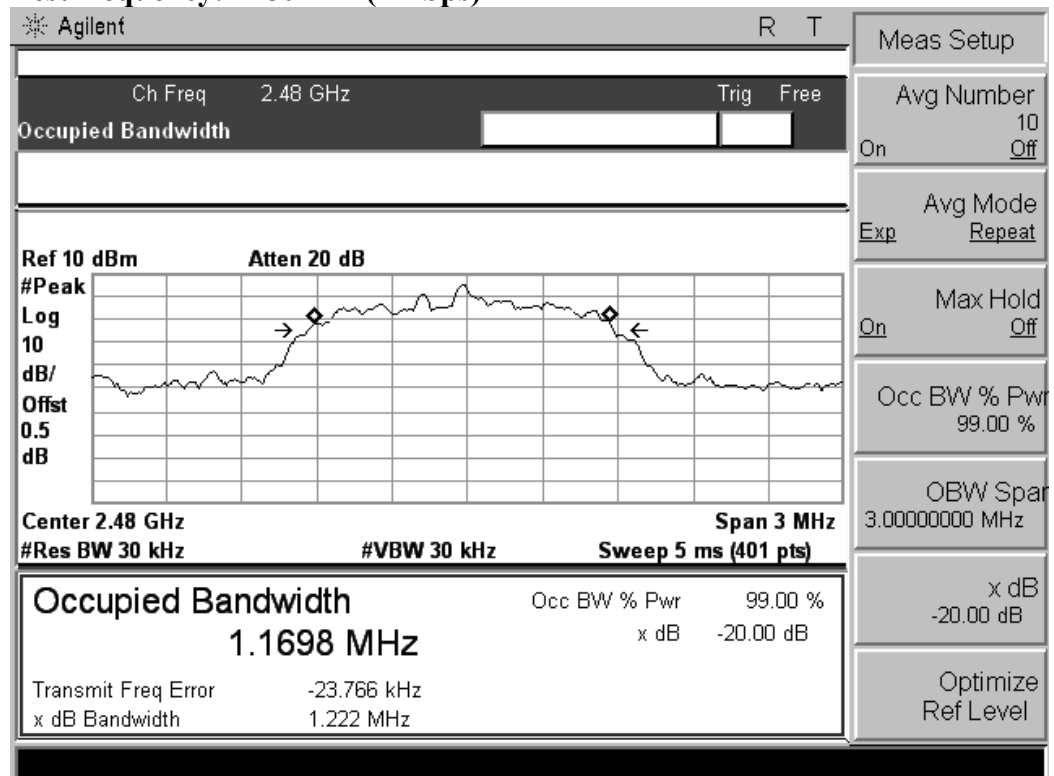 Agilent R T
Meas Setup
Ch Freq 2.48 GHz Trig Free
Occupied Bandwidth
Avg Number
10
On Off
Avg Mode
Exp Repeat
Max Hold
On Off
Occ BW % Pwr
99.00 %
OBW Span
3.00000000 MHz
x dB
-20.00 dB
Optimize
Ref Level
Ref 10 dBm Atten 20 dB
#Peak
Log
10
dB/
Offst
0.5
dB
Center 2.48 GHz Span 3 MHz
#Res BW 30 kHz #VBW 30 kHz Sweep 5 ms (401 pts)
Occupied Bandwidth
1.1698 MHz
Occ BW % Pwr 99.00 %
x dB -20.00 dB
Transmit Freq Error -23.766 kHz
x dB Bandwidth 1.222 MHz